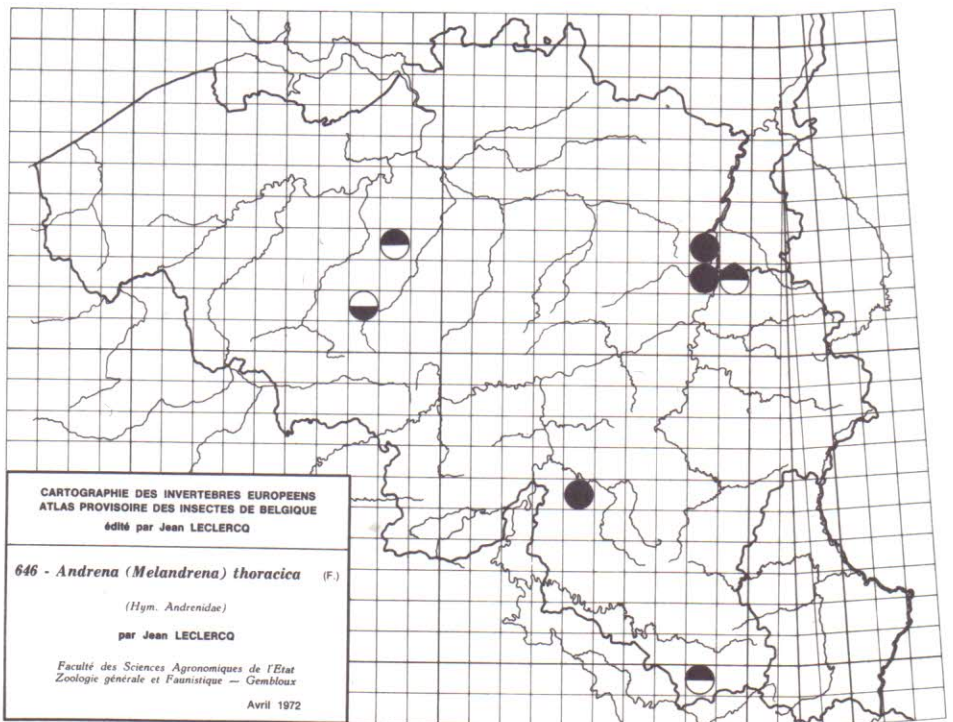 CARTOGRAPHIE DES INVERTEBRES EUROPEENS
ATLAS PROVISOIRE DES INSECTES DE BELGIQUE
édité par Jean LECLERCQ
646 - Andrena (Melandrena) thoracica (F.)
(Hym. Andrenidae)
par Jean LECLERCQ
Faculté des Sciences Agronomiques de l'Etat
Zoologie générale et Faunistique — Gembloux
Avril 1972